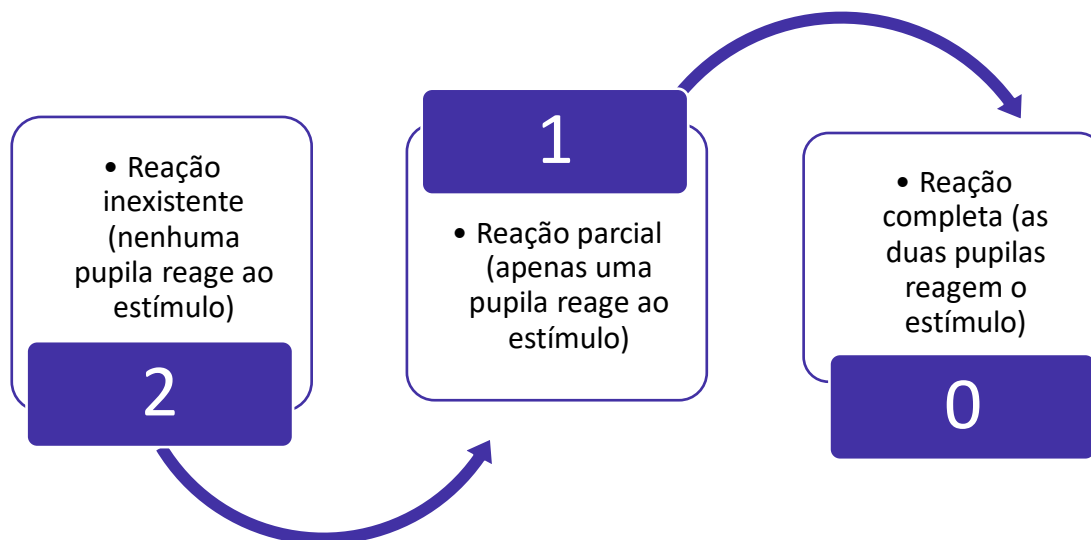 • Reação
inexistente
(nenhuma
pupila reage ao
estímulo)
2
1
• Reação parcial
(apenas uma
pupila reage ao
estímulo)
• Reação
completa (as
duas pupilas
reagem o
estímulo)
0